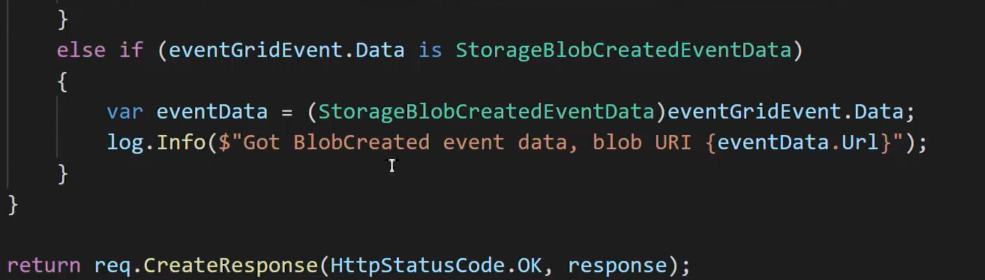 }
else if (eventGridEvent.Data is StorageBlobCreatedEventData)
{
var eventData = (StorageBlobCreatedEventData)eventGridEvent.Data;
log.Info($"Got BlobCreated event data, blob URI {eventData.Url}");
}
}
return req.CreateResponse(HttpStatusCode.OK, response);